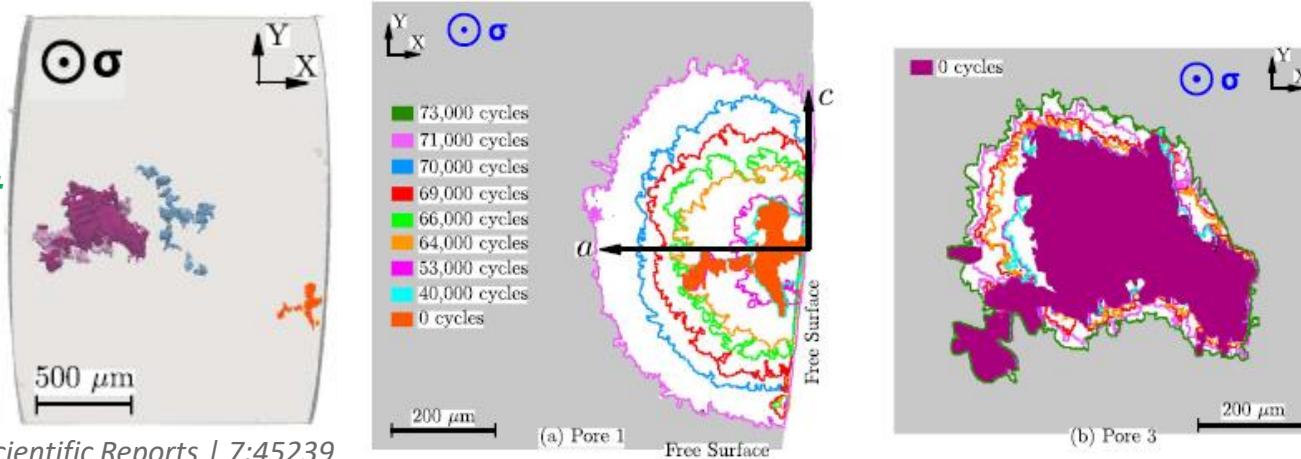 σ
Y
X
500 μm
cientific Reports | 7:45239
Y
X
σ
73,000 cycles
71,000 cycles
70,000 cycles
69,000 cycles
66,000 cycles
64,000 cycles
53,000 cycles
40,000 cycles
0 cycles
c
a
Free Surface
200 μm
(a) Pore 1
Free Surface
0 cycles
σ
Y
X
200 μm
(b) Pore 3